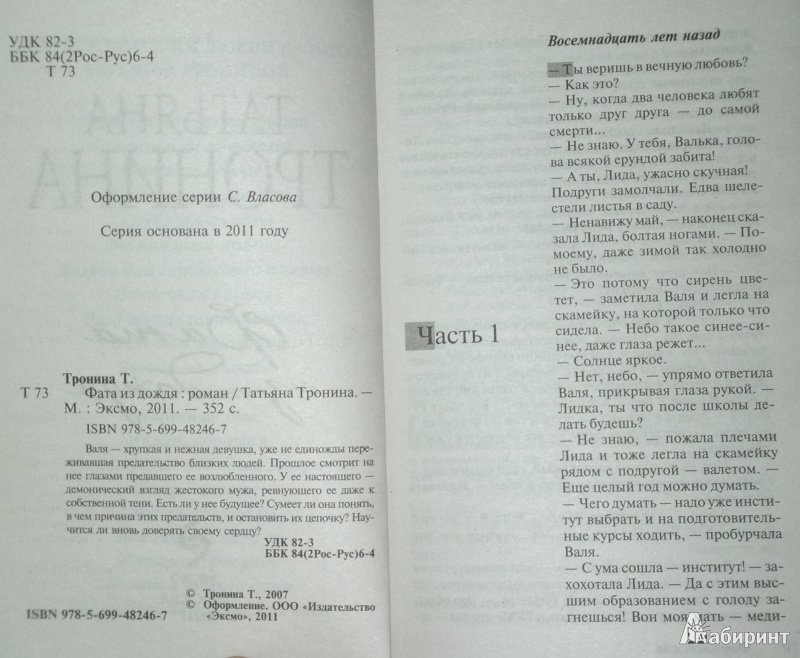 УДК 82-3
ББК 84(2Рос-Рус)6-4
Т 73
Оформление серии С. Власова
Серия основана в 2011 году
Тронина Т.
Т 73 Фата из дождя : роман / Татьяна Тронина. —
М. : Эксмо, 2011. — 352 с.
ISBN 978-5-699-48246-7
Валя — хрупкая и нежная девушка, уже не единожды пере-
живавшая предательство близких людей. Прошлое смотрит на
нее глазами предавшего ее возлюбленного. У ее настоящего —
демонический взгляд жестокого мужа, ревнующего ее даже к
собственной тени. Есть ли у нее будущее? Сумеет ли она понять,
в чем причина этих предательств, и остановить их цепочку? Нау-
чится ли вновь доверять своему сердцу?
УДК 82-3
ББК 84(2Рос-Рус)6-4
© Тронина Т., 2007
© Оформление. ООО «Издательство
«Эксмо», 2011
ISBN 978-5-699-48246-7
Восемнадцать лет назад
Часть 1
— Ты веришь в вечную любовь?
— Как это?
— Ну, когда два человека любят
только друг друга — до самой
смерти...
— Не знаю. У тебя, Валька, голо-
ва всякой ерундой забита!
— А ты, Лида, ужасно скучная!
Подруги замолчали. Едва шеле-
стели листья в саду.
— Ненавижу май, — наконец ска-
зала Лида, болтая ногами. — По-
моему, даже зимой так холодно
не было.
— Это потому что сирень цве-
тет, — заметила Валя и легла на
скамейку, на которой только что
сидела. — Небо такое синее-си-
нее, даже глаза режет...
— Солнце яркое.
— Нет, небо, — упрямо ответила
Валя, прикрывая глаза рукой. —
Лидка, ты что после школы де-
лать будешь?
— Не знаю, — пожала плечами
Лида и тоже легла на скамейку
рядом с подругой — валетом. —
Еще целый год можно думать.
— Чего думать — надо уже инсти-
тут выбрать и на подготовитель-
ные курсы ходить, — пробурчала
Валя.
— С ума сошла — институт! — за-
хохотала Лида. — Да с этим выс-
шим образованием с голоду за-
гнешься! Вон моя мать — меди-
Лабиринт